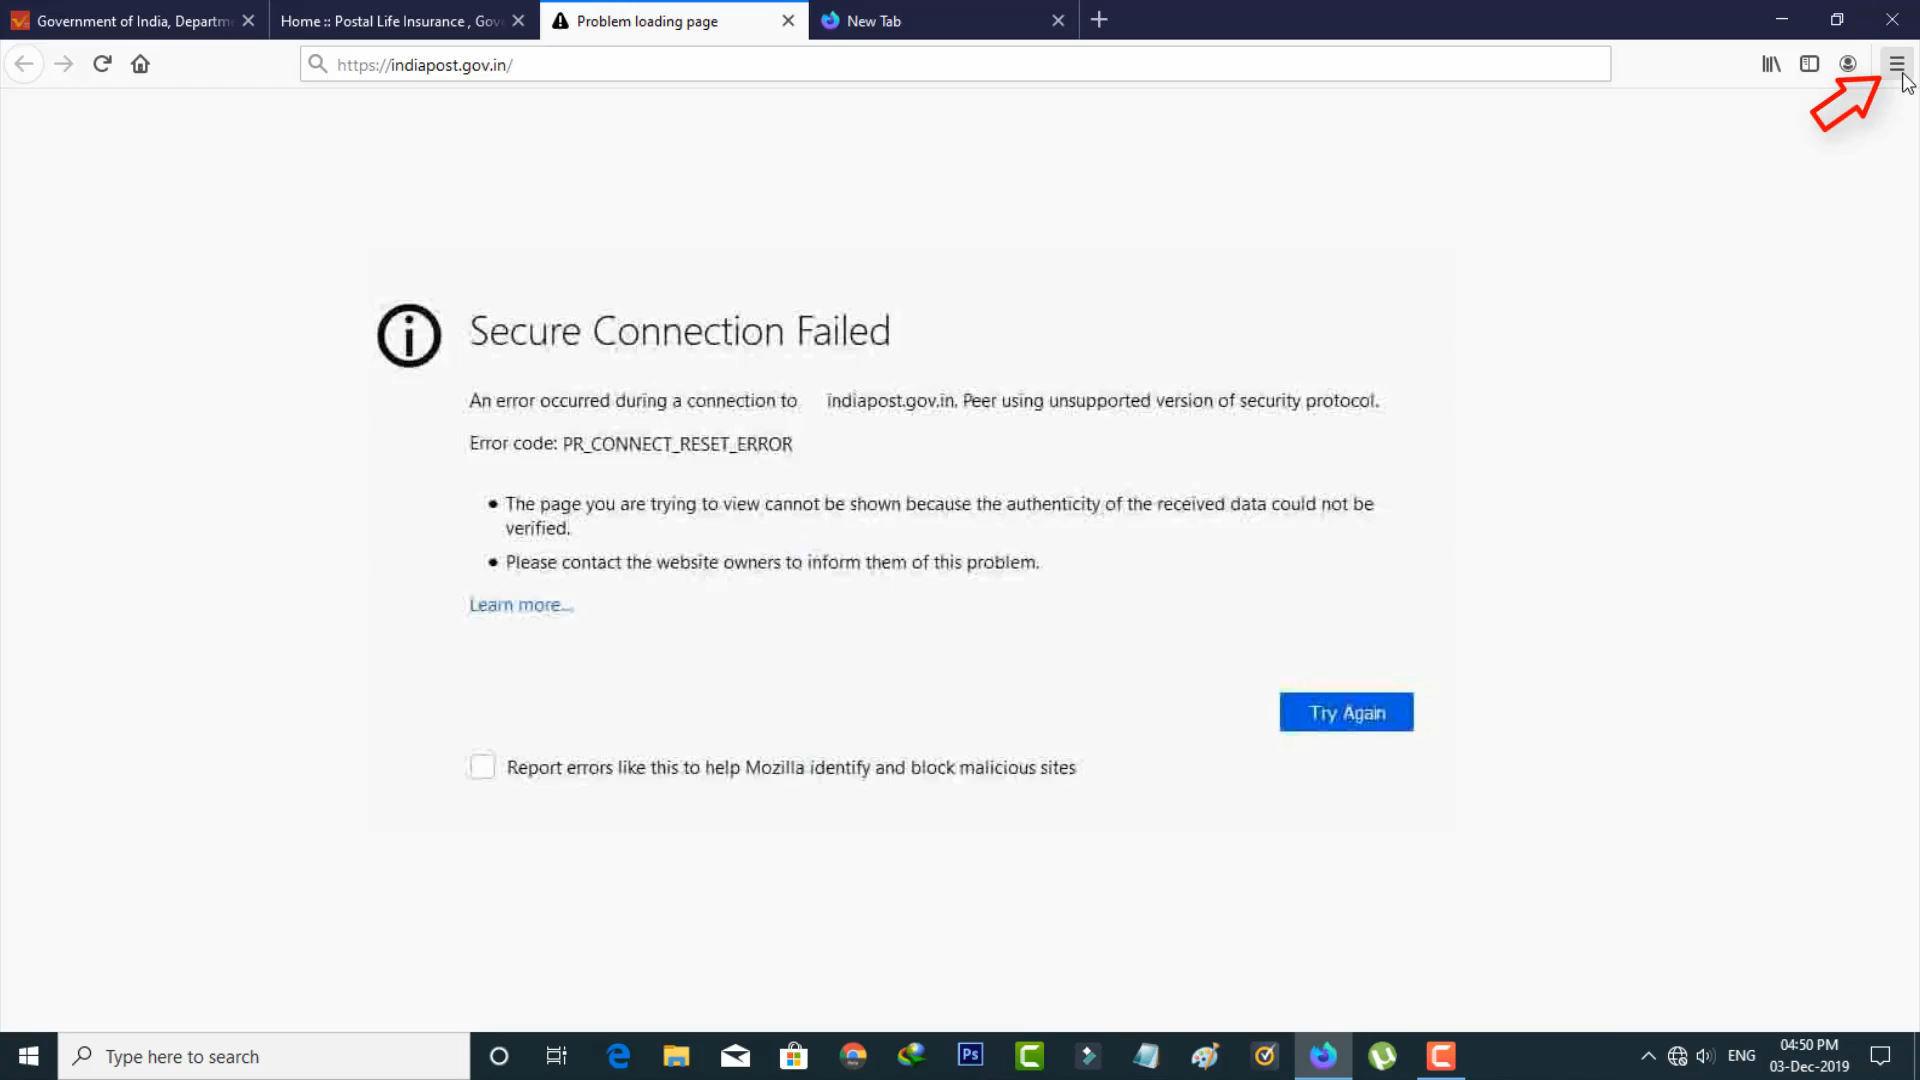 Government of India, Departm
Home :: Postal Life Insurance , Gov
Problem loading page
New Tab
https://indiapost.gov.in/
Secure Connection Failed
An error occurred during a connection to indiapost.gov.in. Peer using unsupported version of security protocol.
Error code: PR_CONNECT_RESET_ERROR
The page you are trying to view cannot be shown because the authenticity of the received data could not be
verified.
Please contact the website owners to inform them of this problem.
Learn more...
Try Again
Report errors like this to help Mozilla identify and block malicious sites
Type here to search
Ps
ENG
04:50 PM
03-Dec-2019